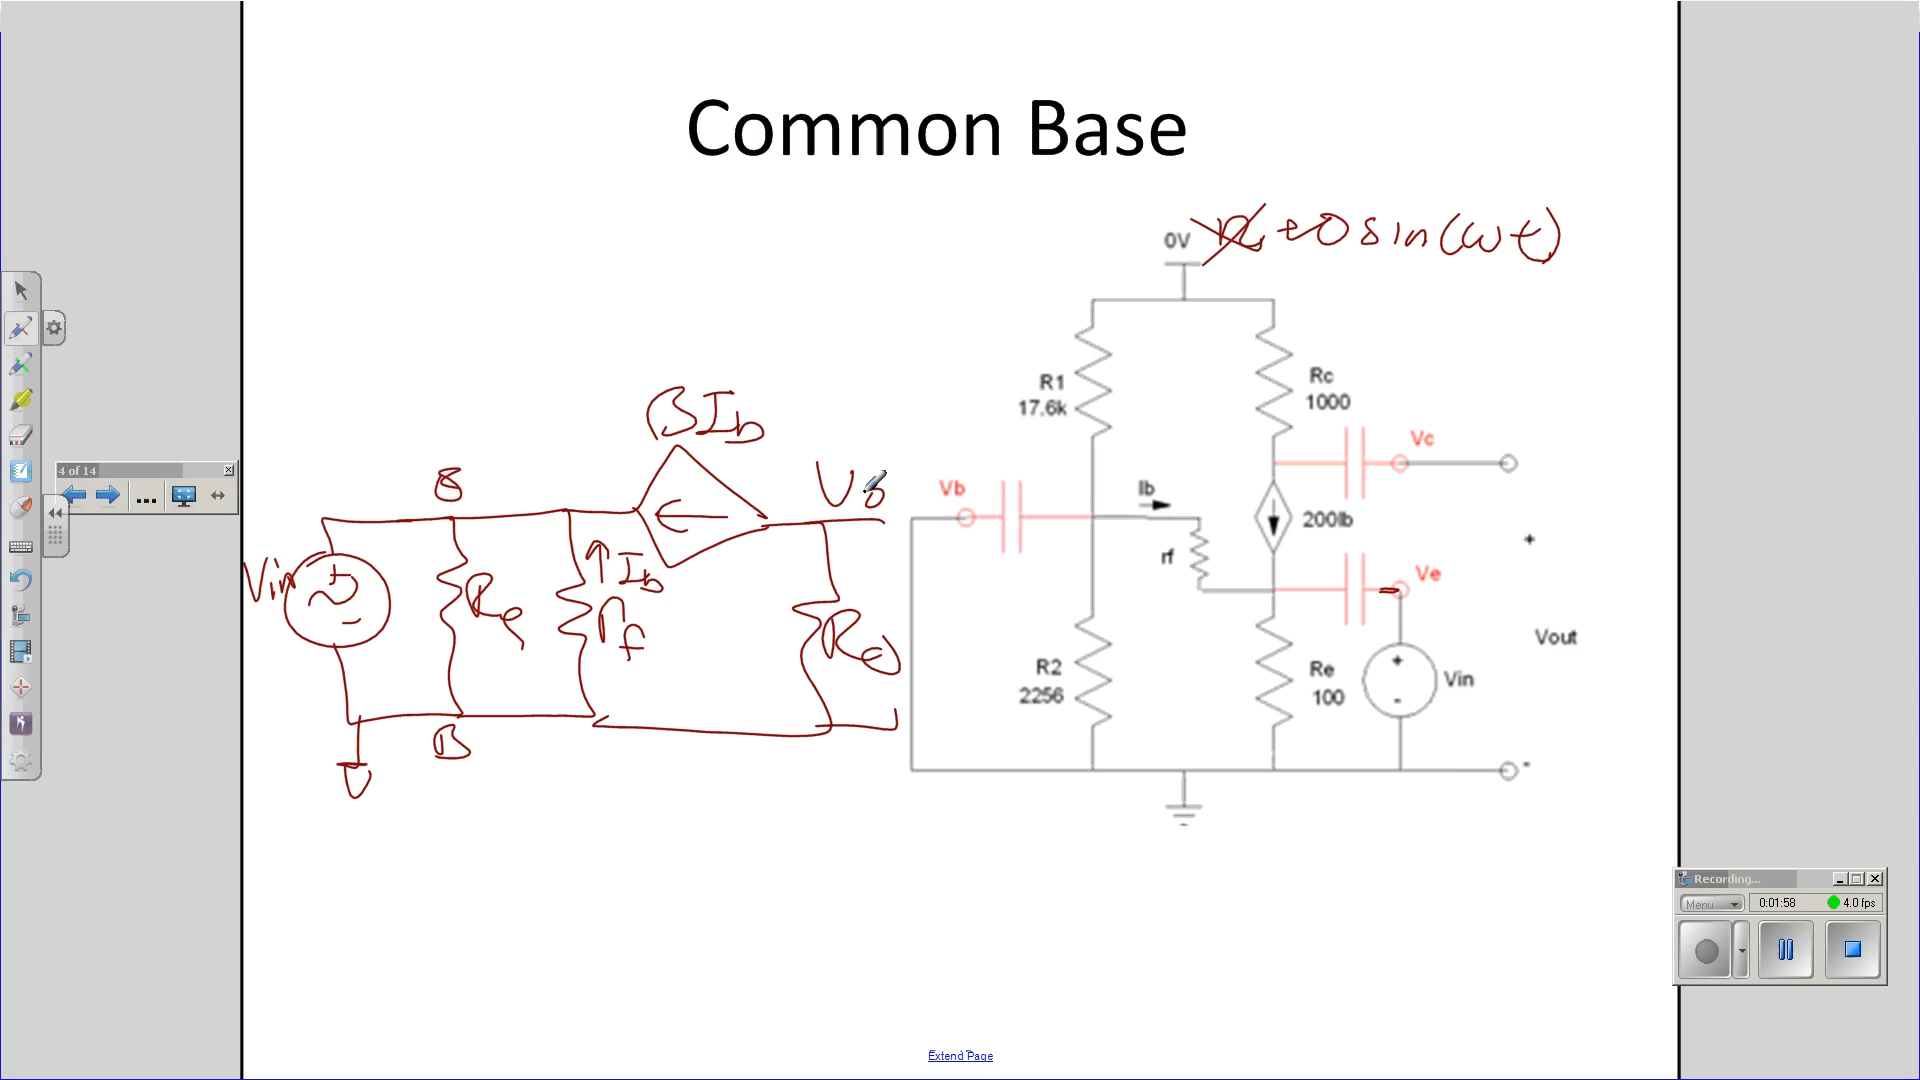 Common Base
0V
+0 sin(ωt)
R1
17.6k
Rc
1000
Vc
βIb
Vo
Vb
Ib
200Ib
+
4 of 14
rf
Ve
Vin
+
Ib
Re
rf
Rc
Vout
R2
2256
Re
100
+
-
Vin
-
B
Recording...
Menu
0:01:58
4.0 fps
Extend Page